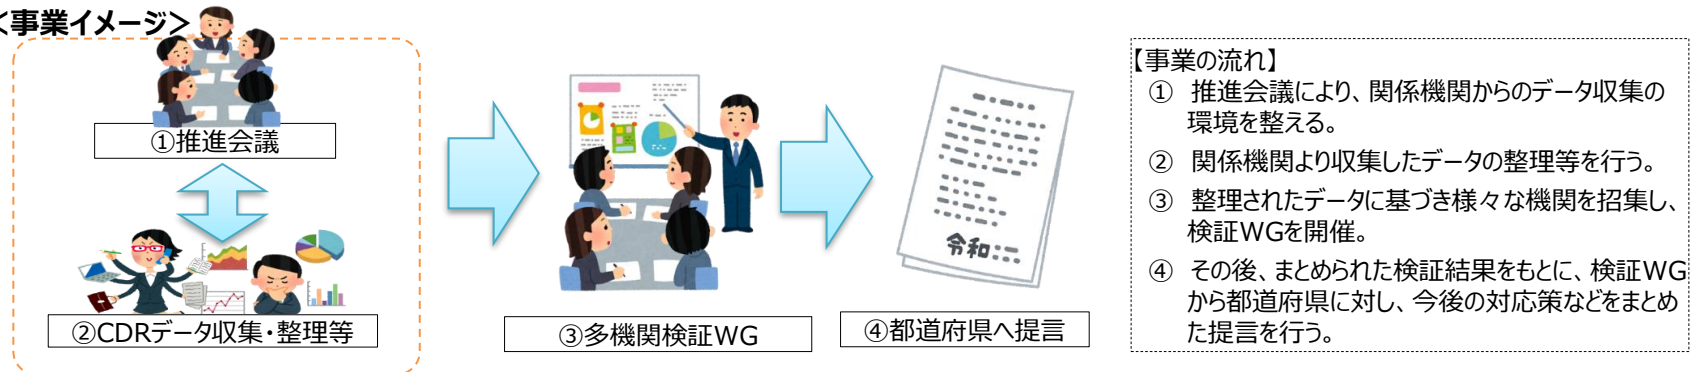 ＜事業イメージ＞
①推進会議
②CDRデータ収集・整理等
③多機関検証WG
④都道府県へ提言
令和
【事業の流れ】
① 推進会議により、関係機関からのデータ収集の
環境を整える。
② 関係機関より収集したデータの整理等を行う。
③ 整理されたデータに基づき様々な機関を招集し、
検証WGを開催。
④ その後、まとめられた検証結果をもとに、検証WG
から都道府県に対し、今後の対応策などをまとめ
た提言を行う。